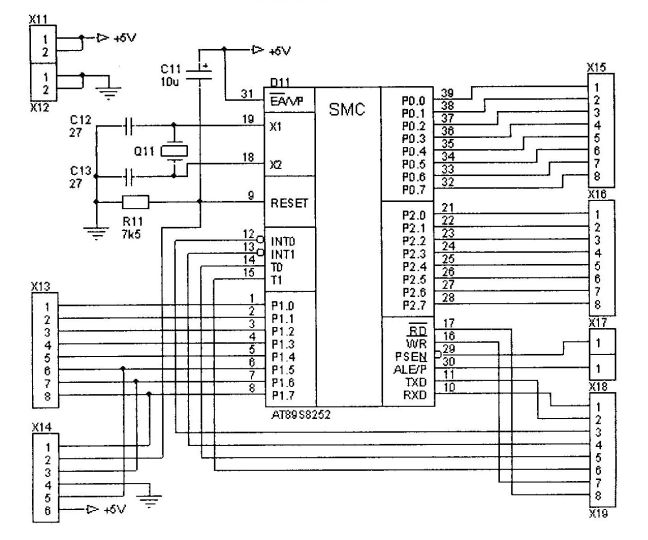 X11
1
2
+5V
1
2
X12
+5V
C11
10u
+
D11
31
EA/VP
SMC
C12
27
19
X1
Q11
18
X2
C13
27
9
RESET
R11
7k5
12
INT0
13
INT1
14
T0
15
T1
X13
1
2
3
4
5
6
7
8
1
P1.0
2
P1.1
3
P1.2
4
P1.3
5
P1.4
6
P1.5
7
P1.6
8
P1.7
AT89S8252
X14
1
2
3
4
5
6
+5V
P0.0
39
P0.1
38
P0.2
37
P0.3
36
P0.4
35
P0.5
34
P0.6
33
P0.7
32
X15
1
2
3
4
5
6
7
8
P2.0
21
P2.1
22
P2.2
23
P2.3
24
P2.4
25
P2.5
26
P2.6
27
P2.7
28
X16
1
2
3
4
5
6
7
8
RD
17
WR
16
PSEN
29
ALE/P
30
TXD
11
RXD
10
X17
1
1
X18
1
2
3
4
5
6
7
8
X19